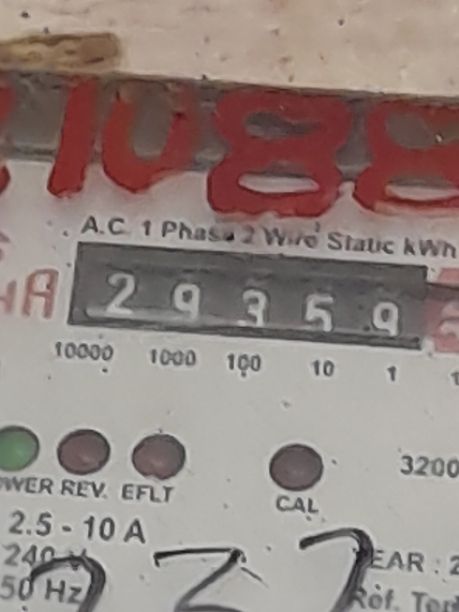 1088
A.C. 1 Phase 2 Wire Static kWh
29359
10000 1000 100 10 1
3200
REV. EFLT
CAL
2.5 - 10 A
240 V
50 Hz